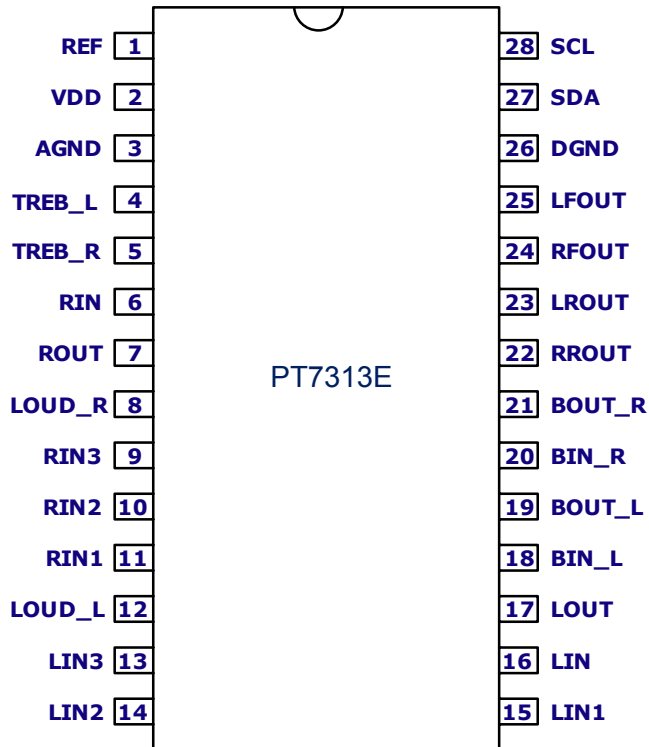 REF 1 28 SCL
VDD 2 27 SDA
AGND 3 26 DGND
TREB_L 4 25 LFOUT
TREB_R 5 24 RFOUT
RIN 6 23 LROUT
ROUT 7 22 RROUT
PT7313E
LOUD_R 8 21 BOUT_R
RIN3 9 20 BIN_R
RIN2 10 19 BOUT_L
RIN1 11 18 BIN_L
LOUD_L 12 17 LOUT
LIN3 13 16 LIN
LIN2 14 15 LIN1